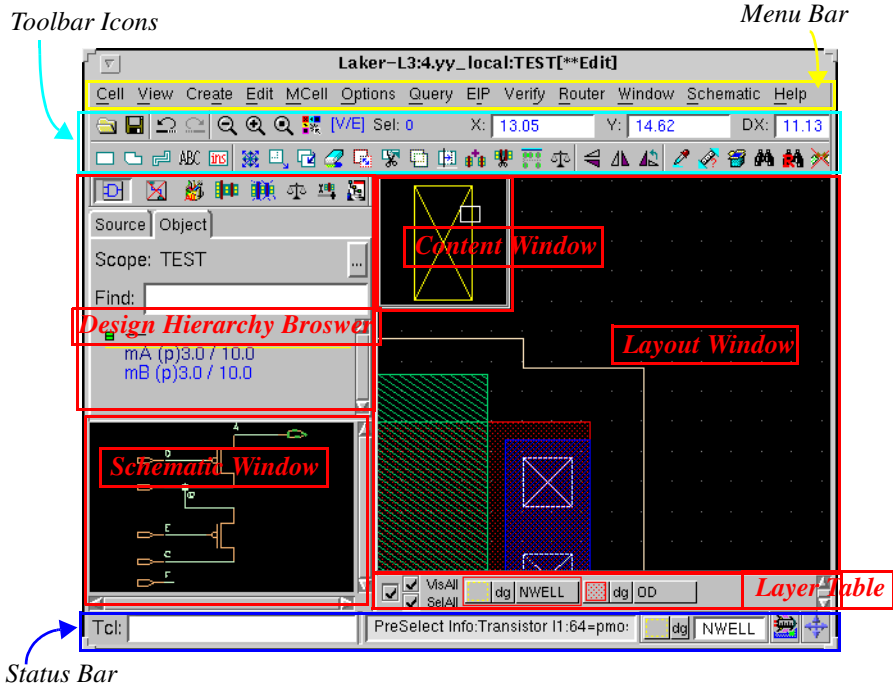 Toolbar Icons
Menu Bar
Laker-L3:4.yy_local:TEST[**Edit]
Cell View Create Edit MCell Options Query EIP Verify Router Window Schematic Help
[V/E] Sel: 0 X: 13.05 Y: 14.62 DX: 11.13
ABC ins
Source Object
Content Window
Scope: TEST ...
Find:
Design Hierarchy Broswer
Layout Window
mA (p)3.0 / 10.0
mB (p)3.0 / 10.0
A
D
Schematic Window
B
E
C
F
VisAll dg NWELL dg OD
SelAll
Layer Table
Tcl: PreSelect Info:Transistor I1:64=pmo: dg NWELL
Status Bar